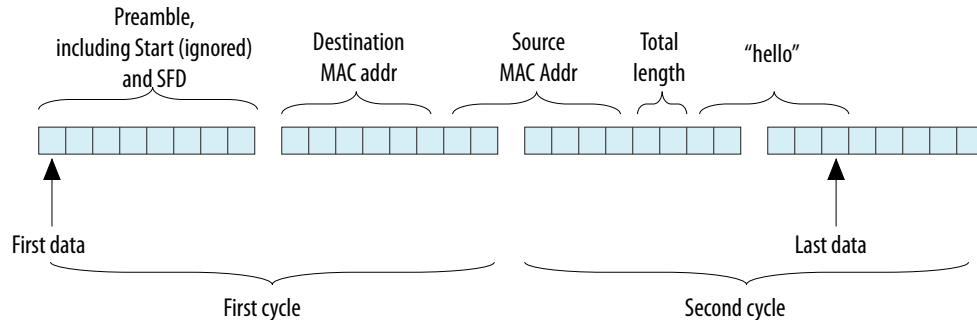 Preamble,
including Start (ignored)
and SFD
Destination
MAC addr
Source
MAC Addr
Total
length
“hello”
First data
Last data
First cycle
Second cycle